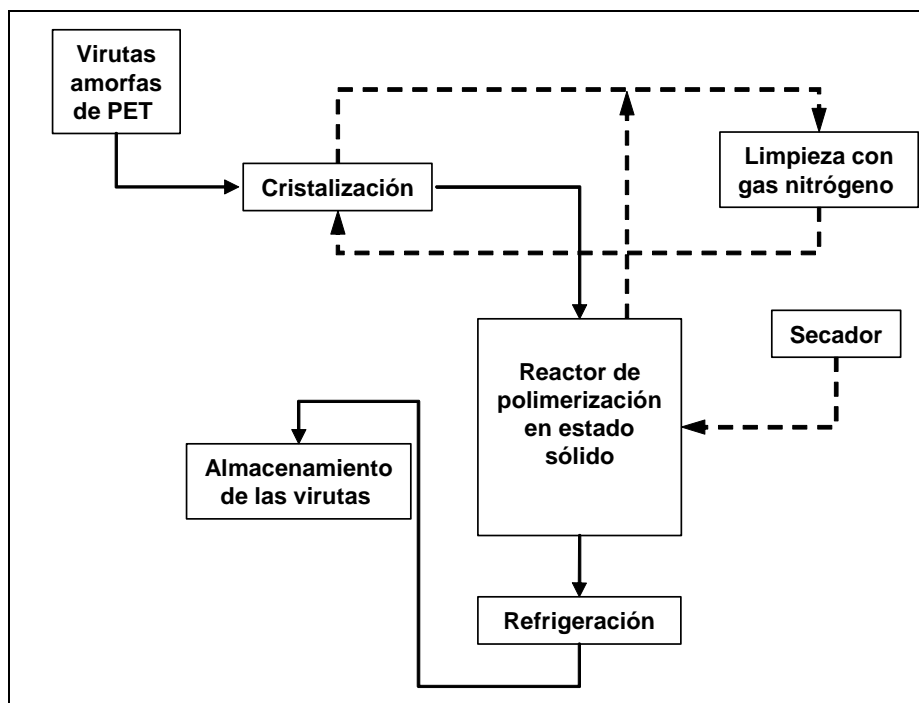 Virutas
amorfas
de PET
Cristalización
Limpieza con
gas nitrógeno
Secador
Reactor de
polimerización
en estado
sólido
Almacenamiento
de las virutas
Refrigeración